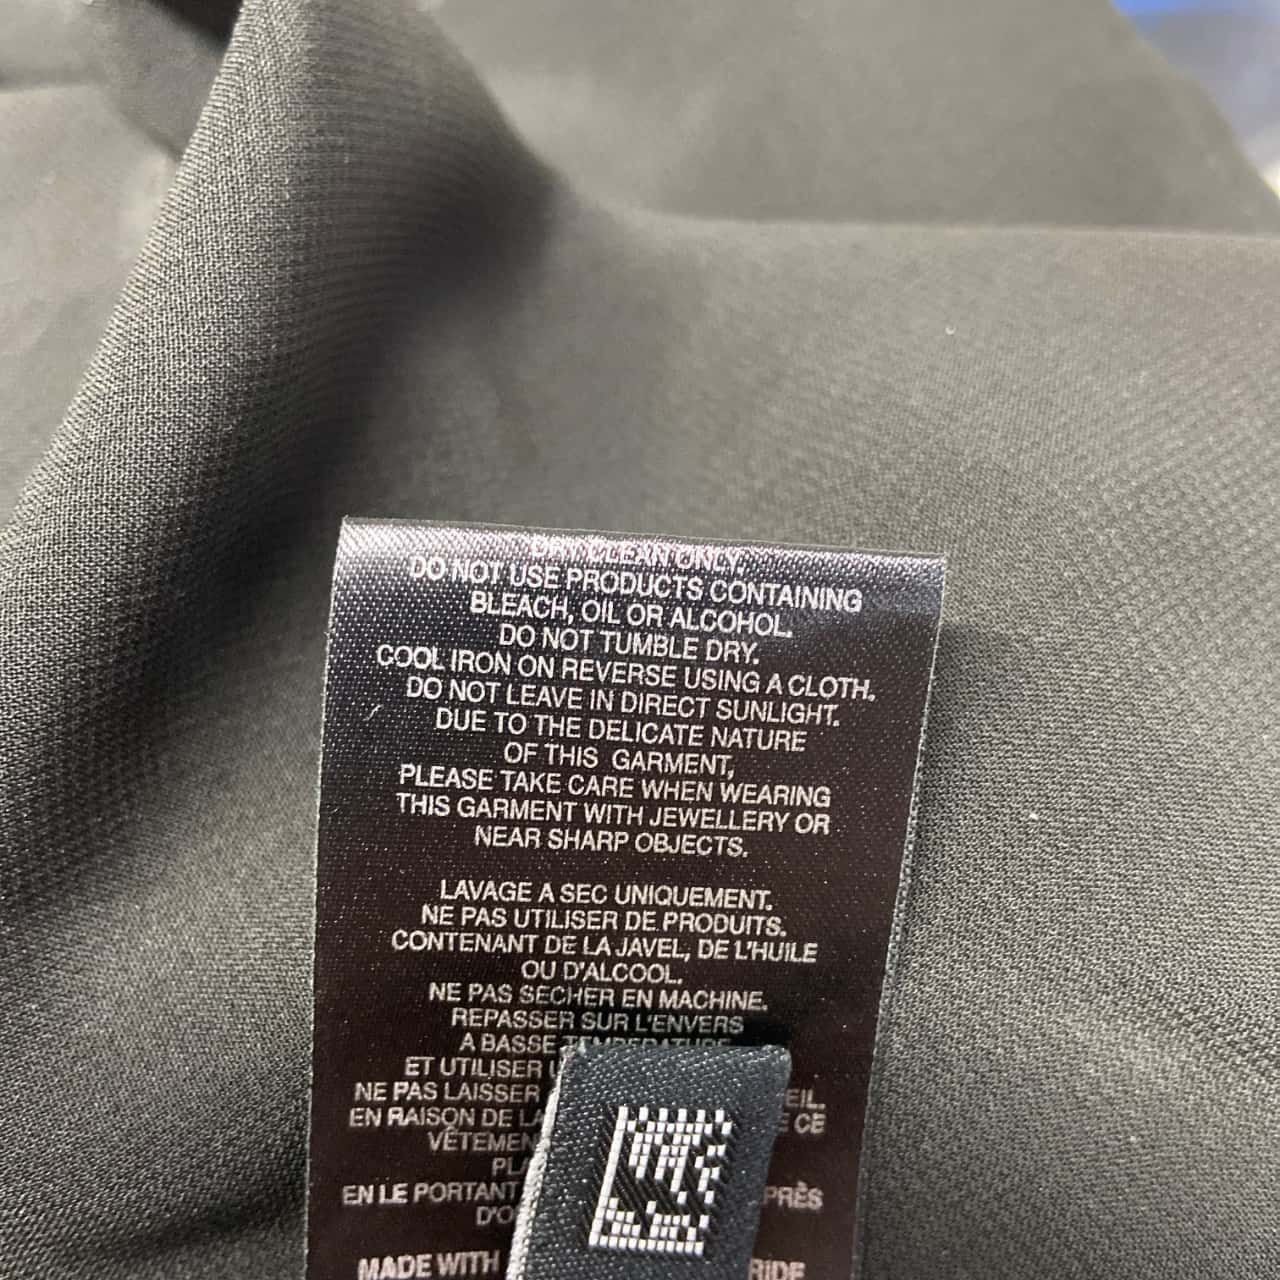 DRY CLEAN ONLY.
DO NOT USE PRODUCTS CONTAINING
BLEACH, OIL OR ALCOHOL.
DO NOT TUMBLE DRY.
COOL IRON ON REVERSE USING A CLOTH.
DO NOT LEAVE IN DIRECT SUNLIGHT.
DUE TO THE DELICATE NATURE
OF THIS GARMENT,
PLEASE TAKE CARE WHEN WEARING
THIS GARMENT WITH JEWELLERY OR
NEAR SHARP OBJECTS.
LAVAGE A SEC UNIQUEMENT.
NE PAS UTILISER DE PRODUITS.
CONTENANT DE LA JAVEL, DE L'HUILE
OU D'ALCOOL.
NE PAS SECHER EN MACHINE.
REPASSER SUR L'ENVERS
A BASSE TEMPERATURE
ET UTILISER
NE PAS LAISSER
EN RAISON DE LA CE
EN LE PORTANT
MADE WITH